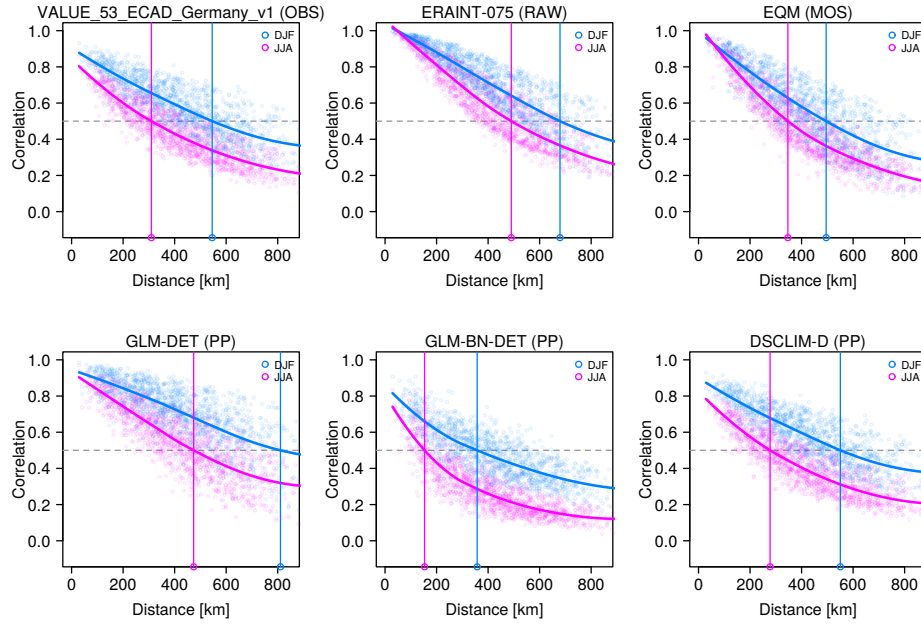 VALUE_53_ECAD_Germany_v1 (OBS)
1.0
0.8
0.6
0.4
0.2
0.0
Correlation
DJF
JJA
0 200 400 600 800
Distance [km]
ERAINT-075 (RAW)
1.0
0.8
0.6
0.4
0.2
0.0
Correlation
DJF
JJA
0 200 400 600 800
Distance [km]
EQM (MOS)
1.0
0.8
0.6
0.4
0.2
0.0
Correlation
DJF
JJA
0 200 400 600 800
Distance [km]
GLM-DET (PP)
1.0
0.8
0.6
0.4
0.2
0.0
Correlation
DJF
JJA
0 200 400 600 800
Distance [km]
GLM-BN-DET (PP)
1.0
0.8
0.6
0.4
0.2
0.0
Correlation
DJF
JJA
0 200 400 600 800
Distance [km]
DSCLIM-D (PP)
1.0
0.8
0.6
0.4
0.2
0.0
Correlation
DJF
JJA
0 200 400 600 800
Distance [km]